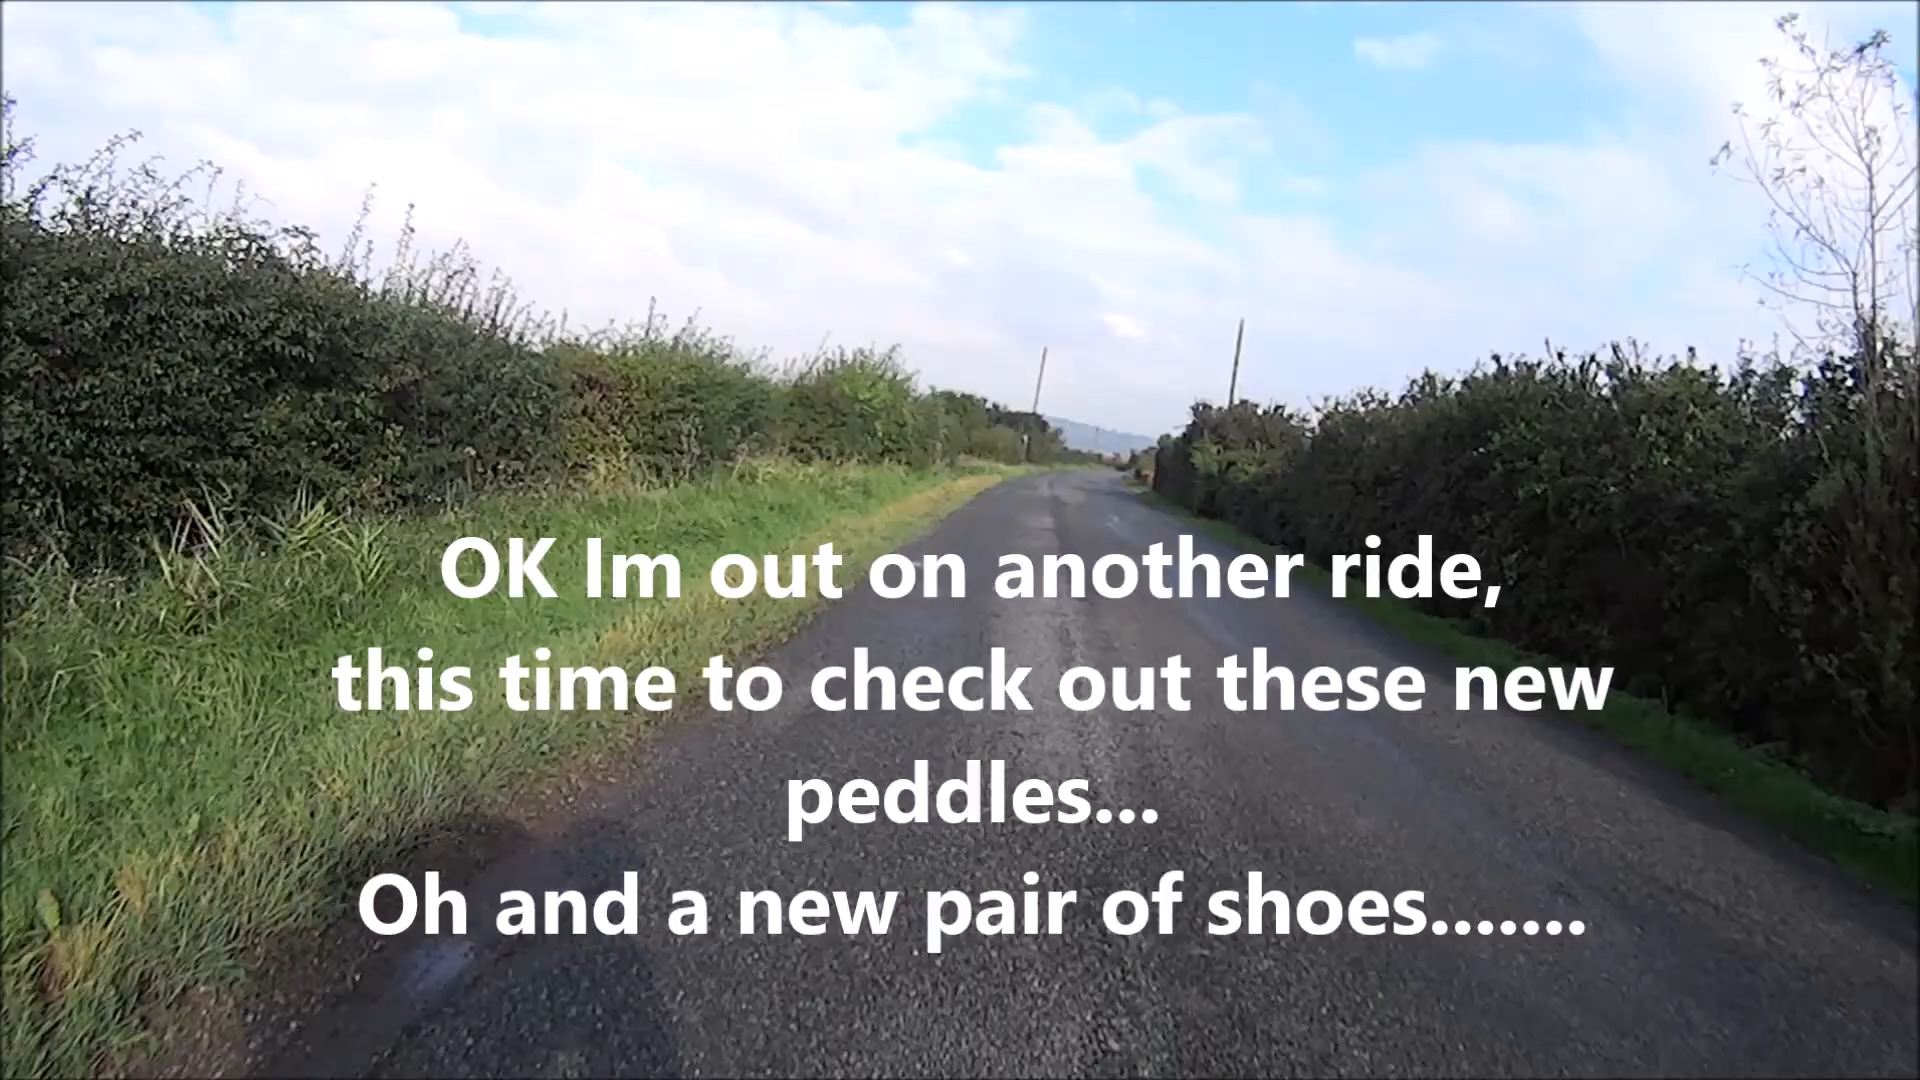 OK Im out on another ride,
this time to check out these new
peddles...
Oh and a new pair of shoes.......